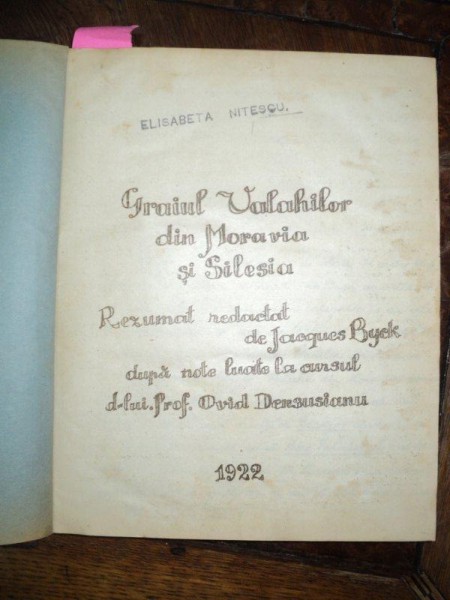 ELISABETA NITESCU.
Graiul Valahilor
din Moravia
și Silesia
Rezumat redactat
de Jacques Byck
după note luate la cursul
d-lui. Prof. Ovid Densusianu
1922